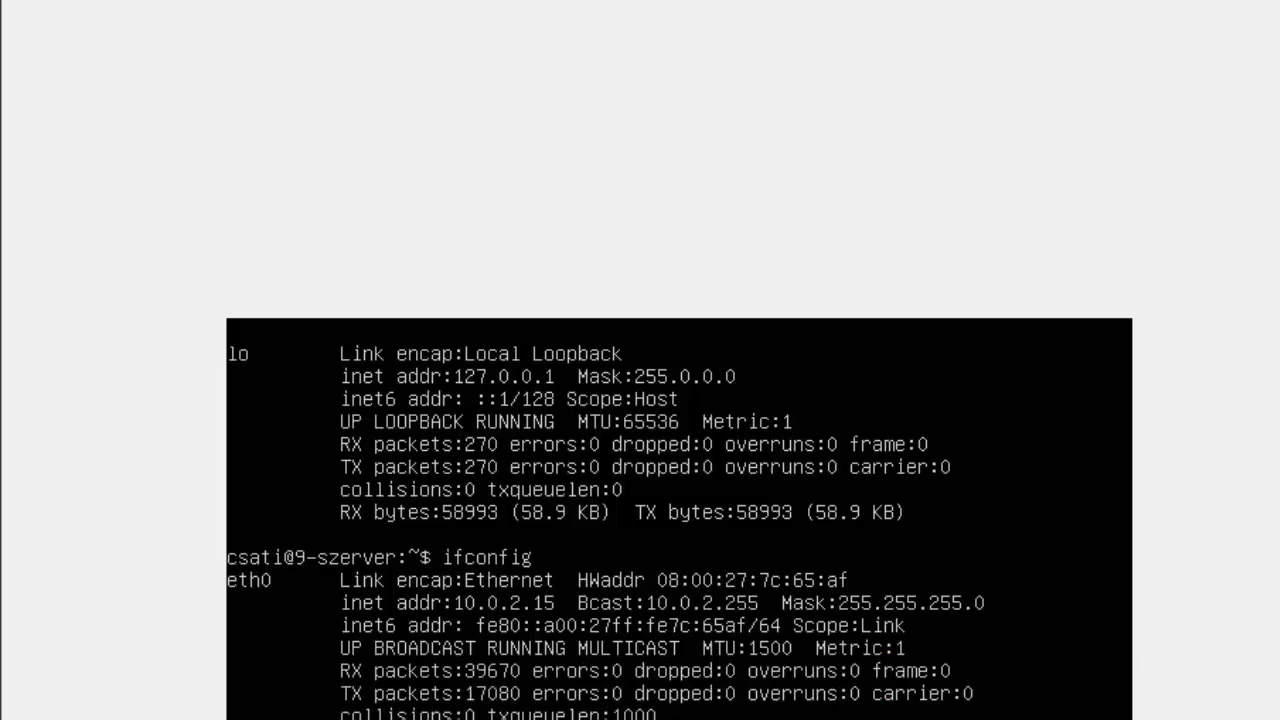 lo Link encap:Local Loopback
inet addr:127.0.0.1 Mask:255.0.0.0
inet6 addr: ::1/128 Scope:Host
UP LOOPBACK RUNNING MTU:65536 Metric:1
RX packets:270 errors:0 dropped:0 overruns:0 frame:0
TX packets:270 errors:0 dropped:0 overruns:0 carrier:0
collisions:0 txqueuelen:0
RX bytes:58993 (58.9 KB) TX bytes:58993 (58.9 KB)
csati@9-szerver:~$ ifconfig
eth0 Link encap:Ethernet HWaddr 08:00:27:7c:65:af
inet addr:10.0.2.15 Bcast:10.0.2.255 Mask:255.255.255.0
inet6 addr: fe80::a00:27ff:fe7c:65af/64 Scope:Link
UP BROADCAST RUNNING MULTICAST MTU:1500 Metric:1
RX packets:39670 errors:0 dropped:0 overruns:0 frame:0
TX packets:17080 errors:0 dropped:0 overruns:0 carrier:0
collisions:0 txqueuelen:1000